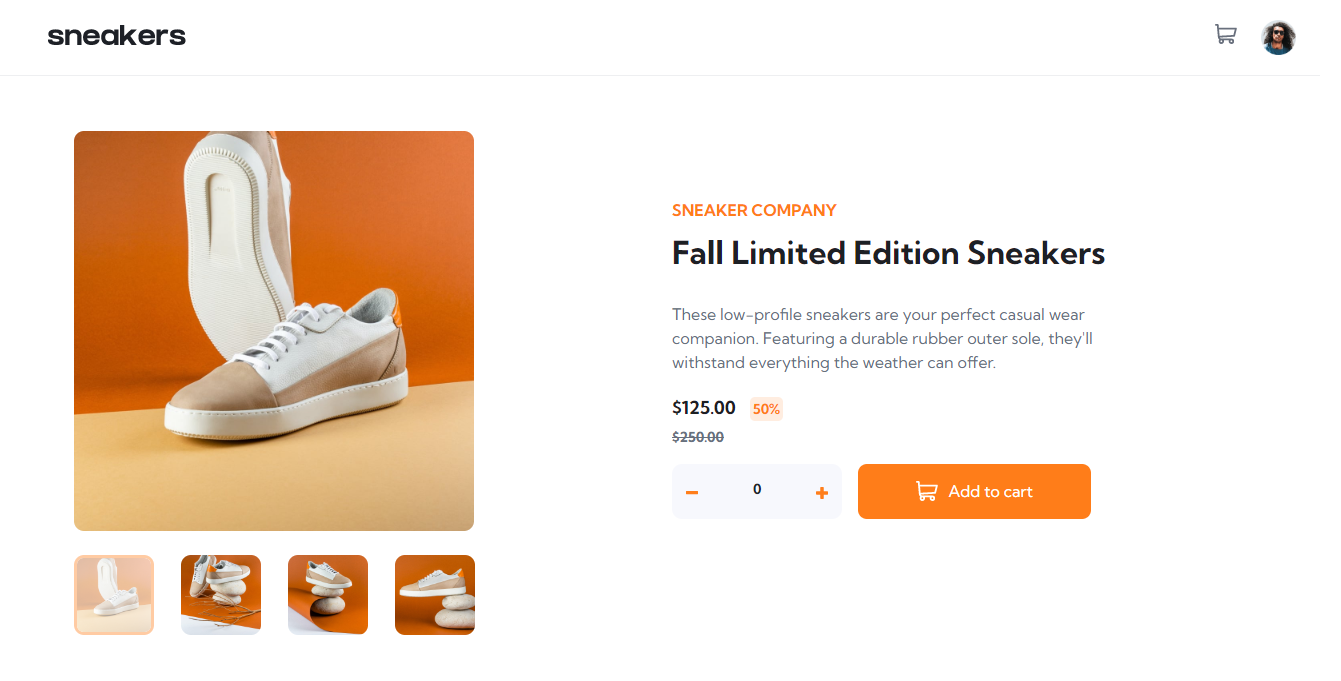 sneakers
SNEAKER COMPANY
Fall Limited Edition Sneakers
These low-profile sneakers are your perfect casual wear
companion. Featuring a durable rubber outer sole, they'll
withstand everything the weather can offer.
$125.00 50%
$250.00
0
Add to cart